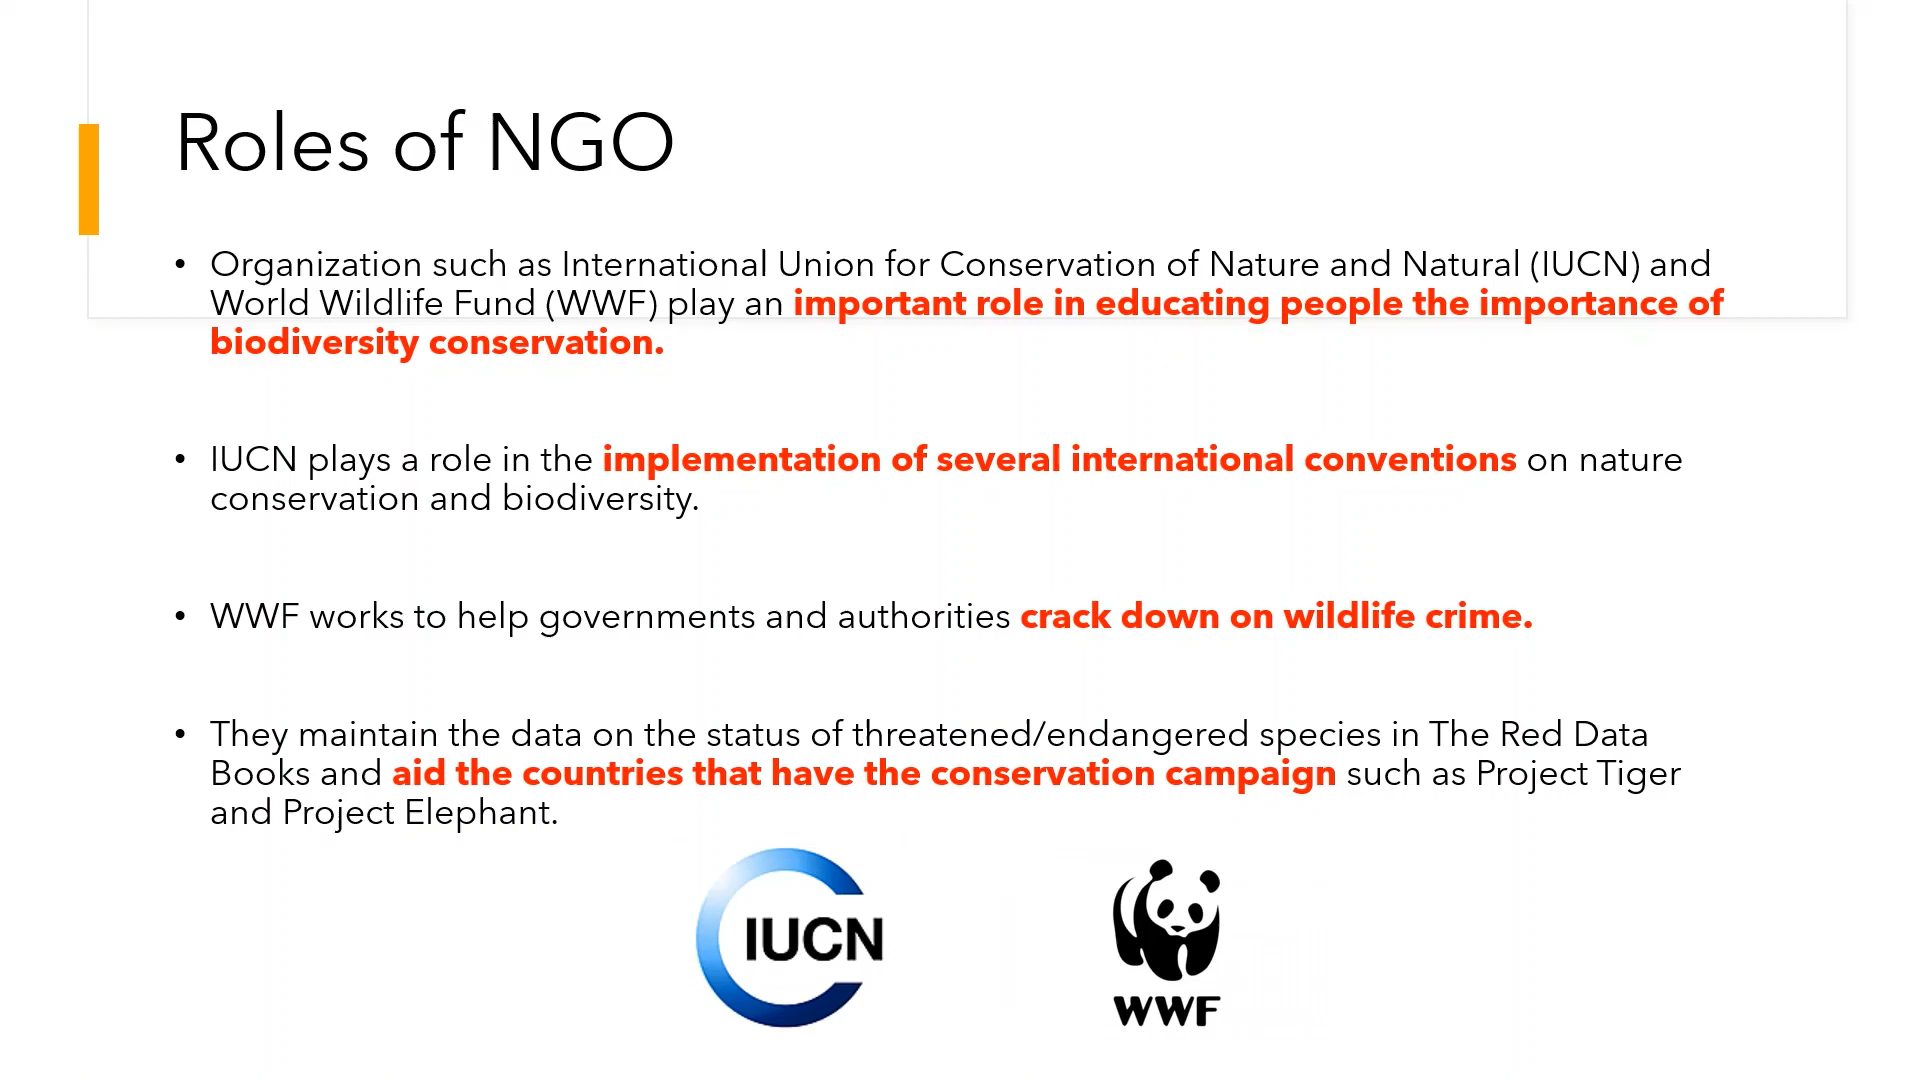 Roles of NGO
• Organization such as International Union for Conservation of Nature and Natural (IUCN) and
World Wildlife Fund (WWF) play an important role in educating people the importance of
biodiversity conservation.
• IUCN plays a role in the implementation of several international conventions on nature
conservation and biodiversity.
• WWF works to help governments and authorities crack down on wildlife crime.
• They maintain the data on the status of threatened/endangered species in The Red Data
Books and aid the countries that have the conservation campaign such as Project Tiger
and Project Elephant.
IUCN
WWF